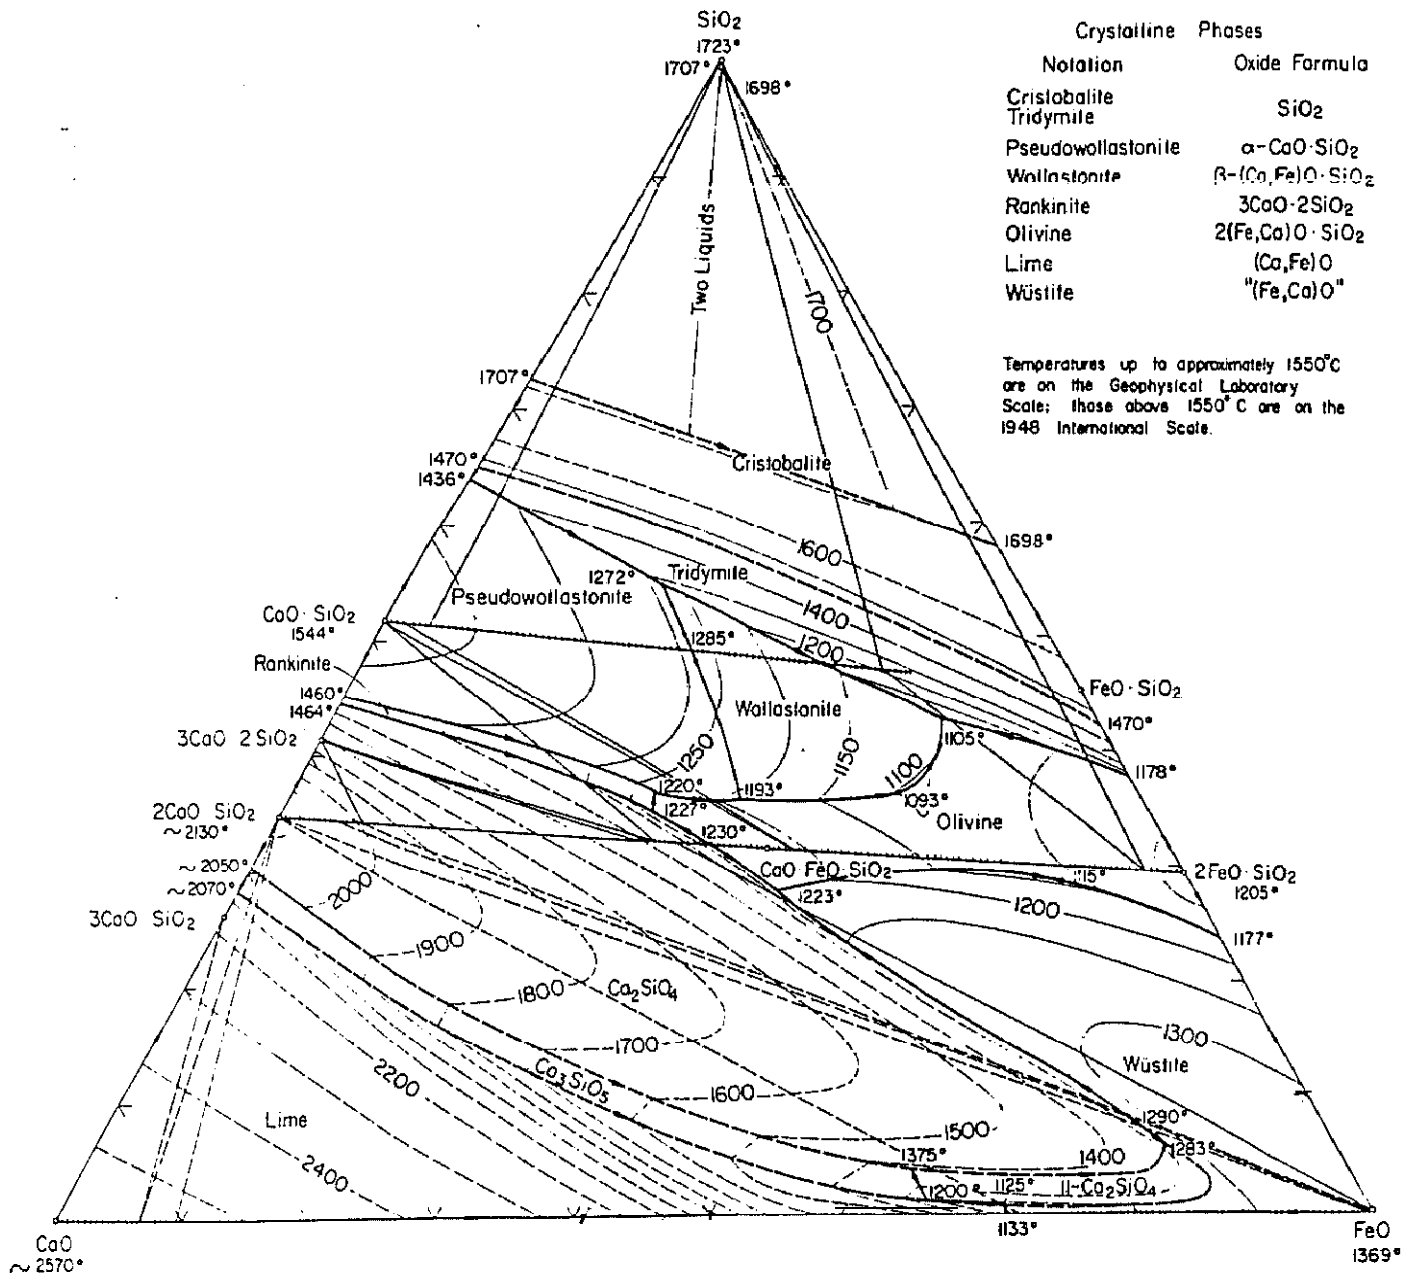 SiO₂
1723°
1707°
1698°
Crystalline Phases
Notation Oxide Formula
Cristobalite
Tridymite SiO₂
Pseudowollastonite α-CaO·SiO₂
Wollastonite β-(Ca,Fe)O·SiO₂
Rankinite 3CaO·2SiO₂
Olivine 2(Fe,Ca)O·SiO₂
Lime (Ca,Fe)O
Wüstite "(Fe,Ca)O"
Temperatures up to approximately 1550°C
are on the Geophysical Laboratory
Scale; those above 1550°C are on the
1948 International Scale.
Two Liquids
1700
1707°
Cristobalite
1470°
1436°
1698°
1600
1272°
Tridymite
Pseudowollastonite
1400
CaO·SiO₂
1544°
1285°
1200
Rankinite
FeO·SiO₂
1460°
1464°
Wollastonite
1470°
3CaO 2SiO₂
1250
1150
1105°
1100
1178°
1220°
1193°
1093°
1227°
1230°
~
Olivine
2CaO SiO₂
~2130°
CaO·FeO·SiO₂
1115°
2FeO·SiO₂
1205°
~2050°
~2070°
2000
1223°
1200
3CaO SiO₂
1177°
1900
1800
Ca₂SiO₄
1300
1700
Wüstite
2200
Ca₃SiO₅
1600
Lime
1290°
1500
1283°
1375°
1400
2400
1200°
1125°
11-Ca₂SiO₄
1133°
CaO
~2570°
FeO
1369°